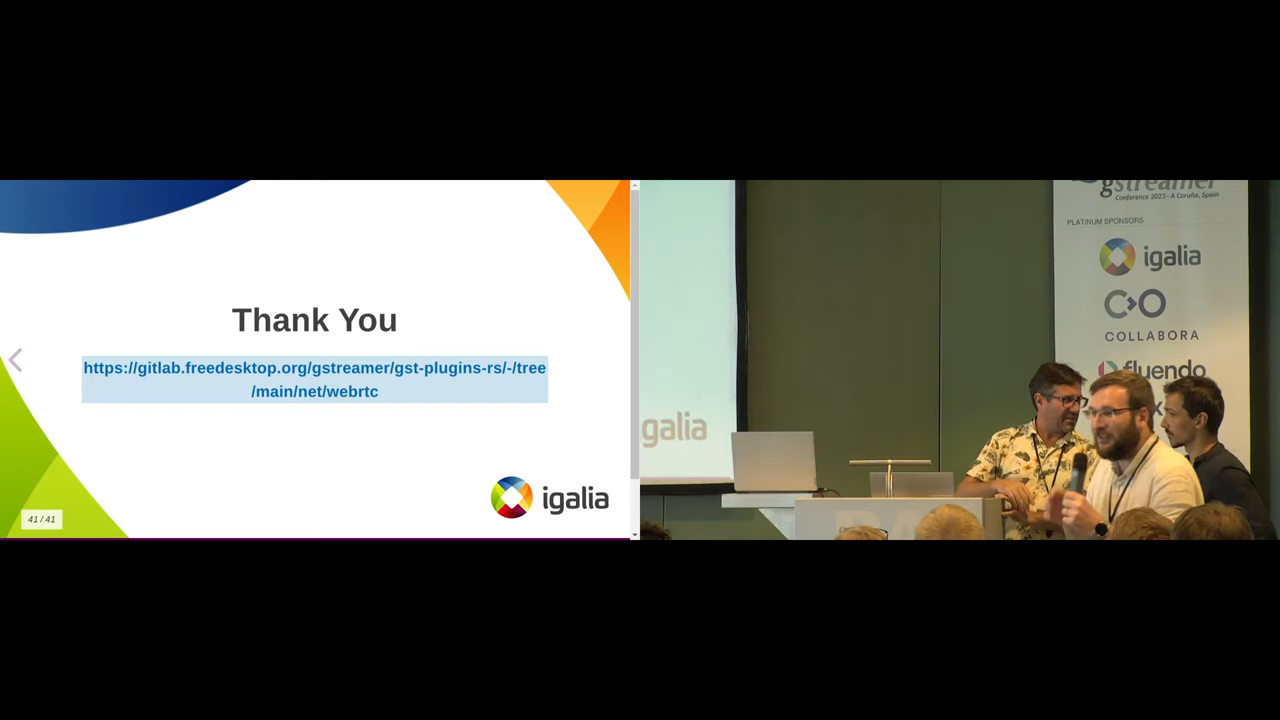 Thank You
https://gitlab.freedesktop.org/gstreamer/gst-plugins-rs/-/tree
/main/net/webrtc
41 / 41
igalia
galia
gstreamer
Conference 2023 • A Coruña, Spain
PLATINUM SPONSORS
igalia
COLLABORA
fluendo